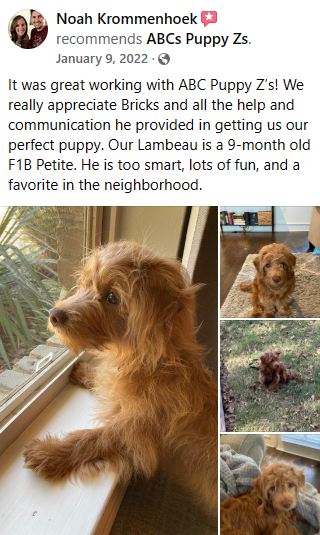 Noah Krommenhoek
recommends ABCs Puppy Zs.
January 9, 2022 ·
It was great working with ABC Puppy Z's! We
really appreciate Bricks and all the help and
communication he provided in getting us our
perfect puppy. Our Lambeau is a 9-month old
F1B Petite. He is too smart, lots of fun, and a
favorite in the neighborhood.